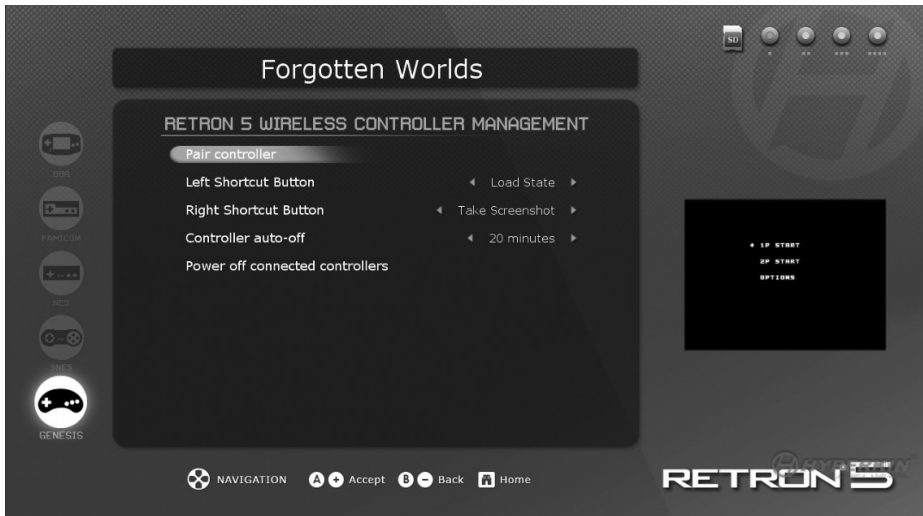 SD
Forgotten Worlds
RETRON 5 WIRELESS CONTROLLER MANAGEMENT
Pair controller
Left Shortcut Button Load State
Right Shortcut Button Take Screenshot
Controller auto-off 20 minutes
Power off connected controllers
GBA
FAMICOM
NES
SNES
GENESIS
1P START
2P START
OPTIONS
NAVIGATION A + Accept B - Back Home
HYPERKIN
RETRON 5